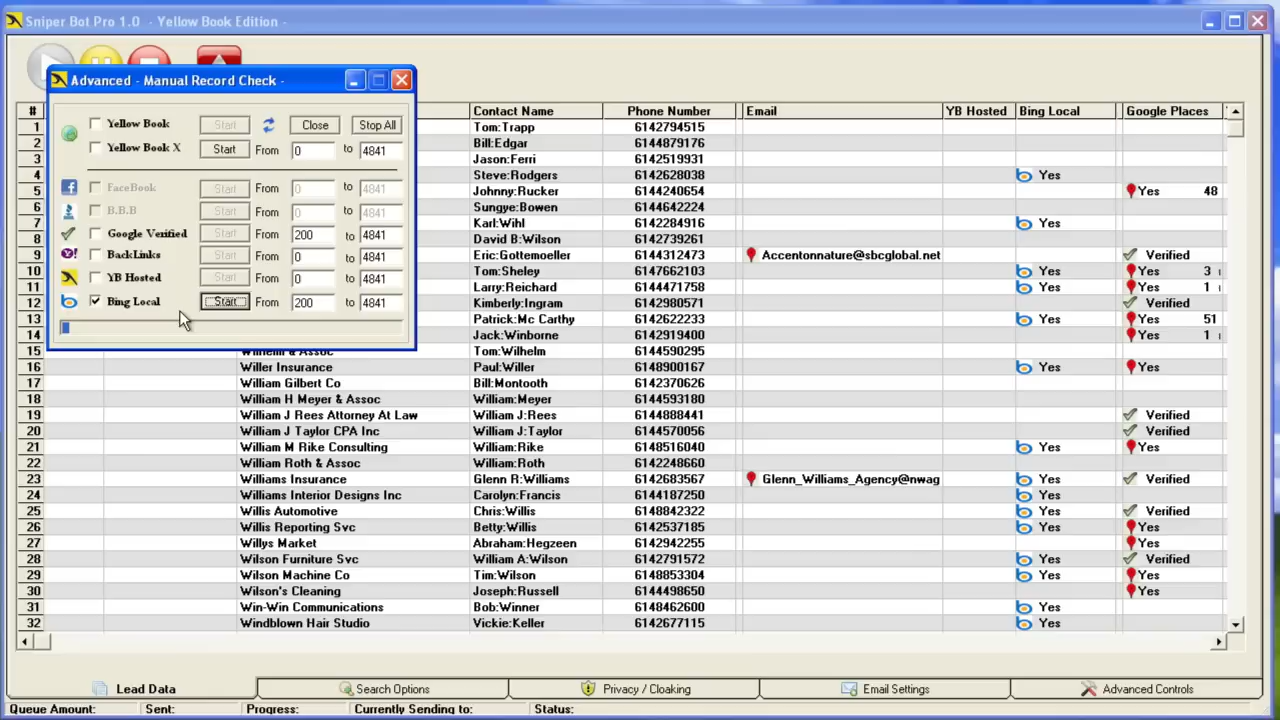 Sniper Bot Pro 1.0 - Yellow Book Edition -
Advanced - Manual Record Check -
Yellow Book Start Close Stop All
Yellow Book X Start From 0 to 4841
FaceBook Start From 0 to 4841
B.B.B Start From 0 to 4841
Google Verified Start From 200 to 4841
BackLinks Start From 0 to 4841
YB Hosted Start From 0 to 4841
Bing Local Start From 200 to 4841
# Contact Name Phone Number Email YB Hosted Bing Local Google Places
1 Tom:Trapp 6142794515
2 Bill:Edgar 6144879176
3 Jason:Ferri 6142519931
4 Steve:Rodgers 6142628038 Yes
5 Johnny:Rucker 6144240654 Yes 48
6 Sungye:Bowen 6144642224
7 Karl:Wihl 6142284916 Yes
8 David B:Wilson 6142739261
9 Eric:Gottemoeller 6144312473 Accentonnature@sbcglobal.net Verified
10 Tom:Sheley 6147662103 Yes Yes 3
11 Larry:Reichard 6144471778 Yes Yes 1
12 Kimberly:Ingram 6142980571 Verified
13 Patrick:Mc Carthy 6142622233 Yes Yes 51
14 Jack:Winborne 6142919400 Yes 1
15 Wilhelm & Assoc Tom:Wilhelm 6144590295
16 Willer Insurance Paul:Willer 6148900167 Yes Yes
17 William Gilbert Co Bill:Montooth 6142370626
18 William H Meyer & Assoc William:Meyer 6144593180
19 William J Rees Attorney At Law William J:Rees 6144888441 Verified
20 William J Taylor CPA Inc William J:Taylor 6144570056 Verified
21 William M Rike Consulting William:Rike 6148516040 Yes Yes
22 William Roth & Assoc William:Roth 6142248660
23 Williams Insurance Glenn R:Williams 6142683567 Glenn_Williams_Agency@nwag Yes Verified
24 Williams Interior Designs Inc Carolyn:Francis 6144187250 Yes
25 Willis Automotive Chris:Willis 6148842322 Yes Verified
26 Willis Reporting Svc Betty:Willis 6142537185 Yes Yes
27 Willys Market Abraham:Hegzeen 6142942255 Yes
28 Wilson Furniture Svc William A:Wilson 6142791572 Yes Verified
29 Wilson Machine Co Tim:Wilson 6148853304 Yes Yes
30 Wilson's Cleaning Joseph:Russell 6144498650 Yes
31 Win-Win Communications Bob:Winner 6148462600 Yes
32 Windblown Hair Studio Vickie:Keller 6142677115 Yes
Lead Data Search Options Privacy / Cloaking Email Settings Advanced Controls
Queue Amount: Sent: Progress: Currently Sending to: Status: